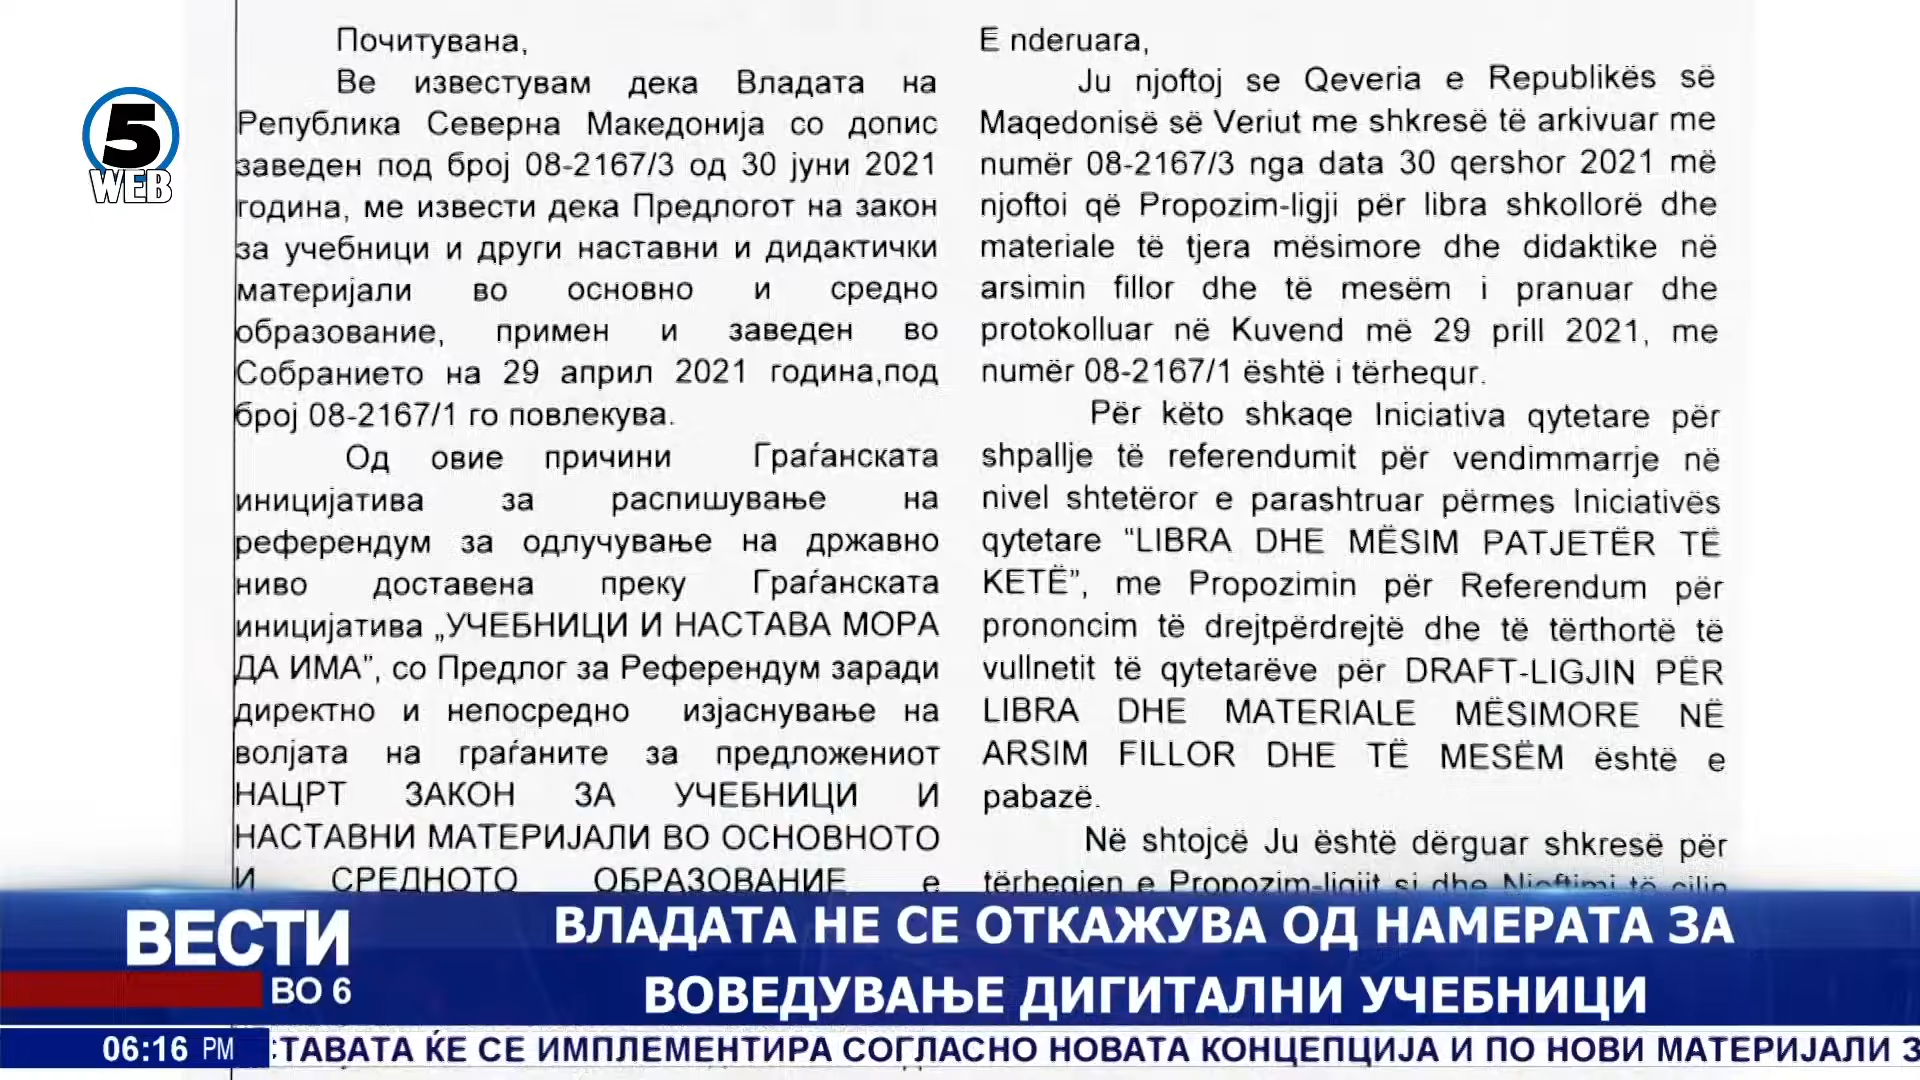 5
WEB
Почитувана,
Ве известувам дека Владата на
Република Северна Македонија со допис
заведен под број 08-2167/3 од 30 јуни 2021
година, ме извести дека Предлогот на закон
за учебници и други наставни и дидактички
материјали во основно и средно
образование, примен и заведен во
Собранието на 29 април 2021 година,под
број 08-2167/1 го повлекува.
Од овие причини Граѓанската
иницијатива за распишување на
референдум за одлучување на државно
ниво доставена преку Граѓанската
иницијатива „УЧЕБНИЦИ И НАСТАВА МОРА
ДА ИМА”, со Предлог за Референдум заради
директно и непосредно изјаснување на
волјата на граѓаните за предложениот
НАЦРТ ЗАКОН ЗА УЧЕБНИЦИ И
НАСТАВНИ МАТЕРИЈАЛИ ВО ОСНОВНОТО
И СРЕДНОТО ОБРАЗОВАНИЕ е
E nderuara,
Ju njoftoj se Qeveria e Republikës së
Maqedonisë së Veriut me shkresë të arkivuar me
numër 08-2167/3 nga data 30 qershor 2021 më
njoftoi që Propozim-ligji për libra shkollorë dhe
materiale të tjera mësimore dhe didaktike në
arsimin fillor dhe të mesëm i pranuar dhe
protokolluar në Kuvend më 29 prill 2021, me
numër 08-2167/1 është i tërhequr.
Për këto shkaqe Iniciativa qytetare për
shpallje të referendumit për vendimmarrje në
nivel shtetëror e parashtruar përmes Iniciativës
qytetare “LIBRA DHE MËSIM PATJETËR TË
KETË”, me Propozimin për Referendum për
prononcim të drejtpërdrejtë dhe të tërthortë të
vullnetit të qytetarëve për DRAFT-LIGJIN PËR
LIBRA DHE MATERIALE MËSIMORE NË
ARSIM FILLOR DHE TË MESËM është e
pabazë.
Në shtojcë Ju është dërguar shkresë për
tërheqjen e Propozim-ligjit si dhe Njoftimi të cilin
ВЕСТИ
ВО 6
ВЛАДАТА НЕ СЕ ОТКАЖУВА ОД НАМЕРАТА ЗА
ВОВЕДУВАЊЕ ДИГИТАЛНИ УЧЕБНИЦИ
06:16 PM
СТАВАТА ЌЕ СЕ ИМПЛЕМЕНТИРА СОГЛАСНО НОВАТА КОНЦЕПЦИЈА И ПО НОВИ МАТЕРИЈАЛИ З